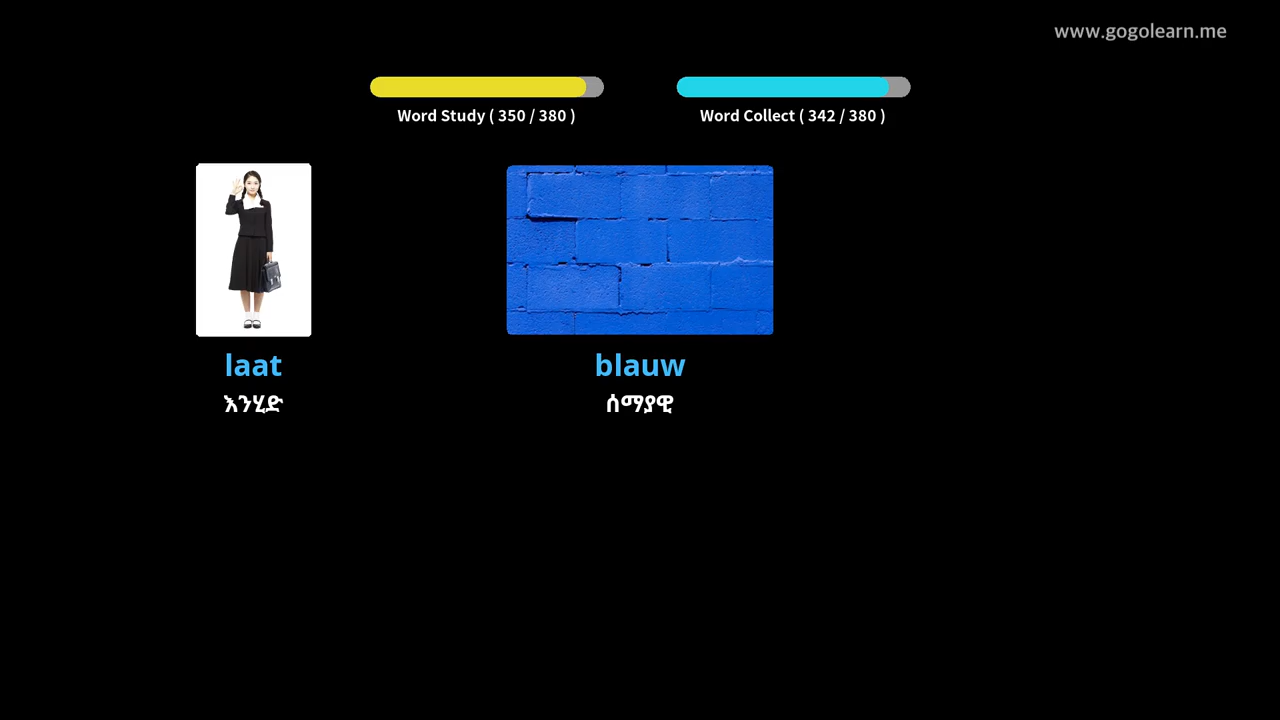 www.gogolearn.me
Word Study ( 350 / 380 )
Word Collect ( 342 / 380 )
laat
እንሂድ
blauw
ሰማያዊ